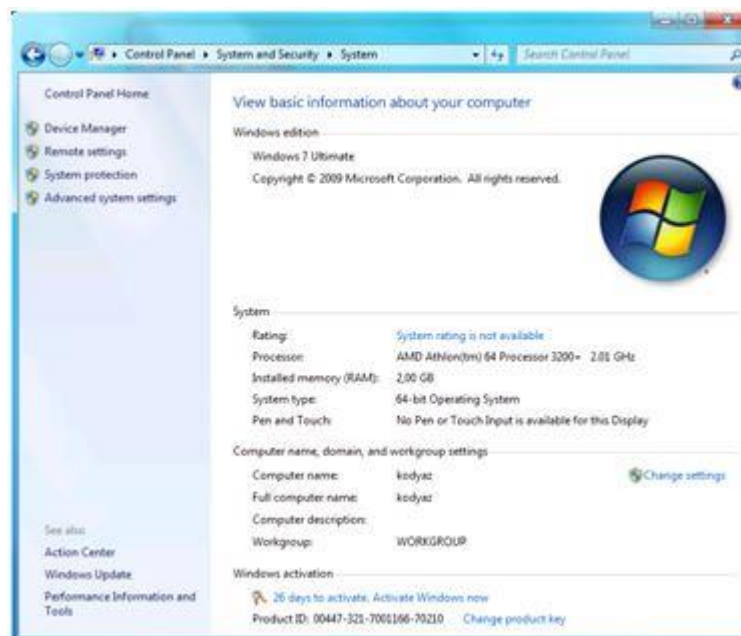 Control Panel ▸ System and Security ▸ System
Search Control Panel
Control Panel Home
Device Manager
Remote settings
System protection
Advanced system settings
View basic information about your computer
Windows edition
Windows 7 Ultimate
Copyright © 2009 Microsoft Corporation. All rights reserved.
System
Rating: System rating is not available
Processor: AMD Athlon(tm) 64 Processor 3200+ 2.01 GHz
Installed memory (RAM): 2,00 GB
System type: 64-bit Operating System
Pen and Touch: No Pen or Touch Input is available for this Display
Computer name, domain, and workgroup settings
Computer name: kodyaz Change settings
Full computer name: kodyaz
Computer description:
Workgroup: WORKGROUP
Windows activation
26 days to activate. Activate Windows now
Product ID: 00447-321-7001166-70210 Change product key
See also
Action Center
Windows Update
Performance Information and
Tools